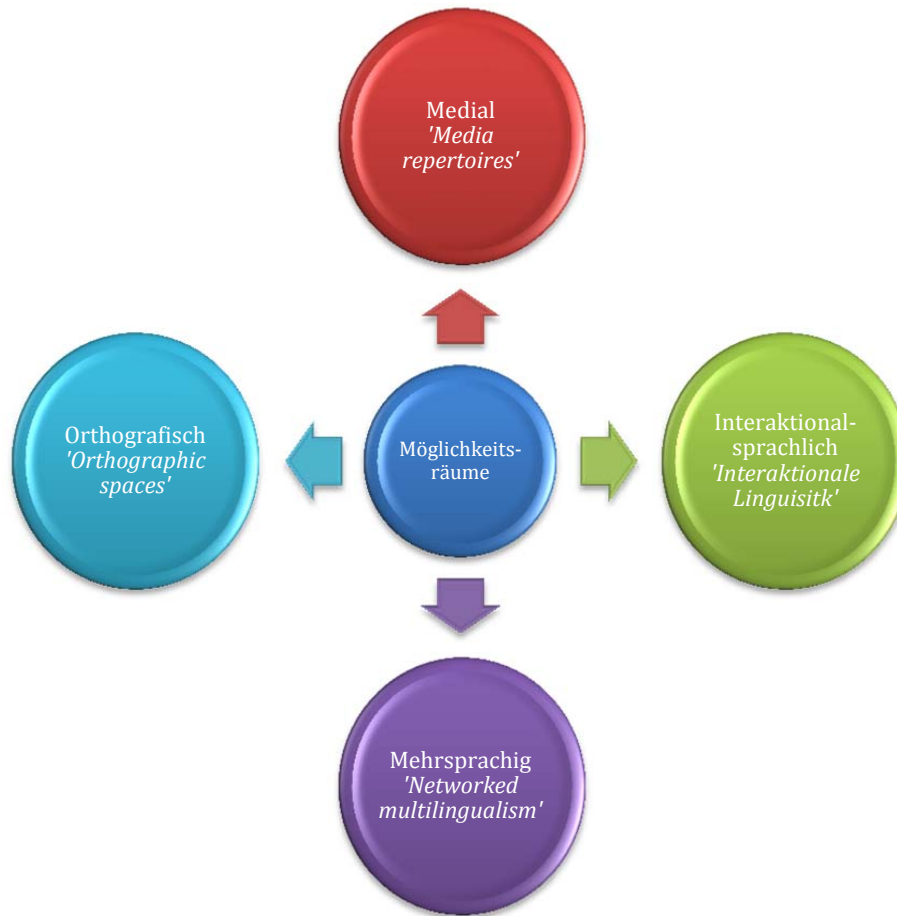 Medial
'Media
repertoires'
Orthografisch
'Orthographic
spaces'
Möglichkeits-
räume
Interaktional-
sprachlich
'Interaktionale
Linguisitk'
Mehrsprachig
'Networked
multilingualism'